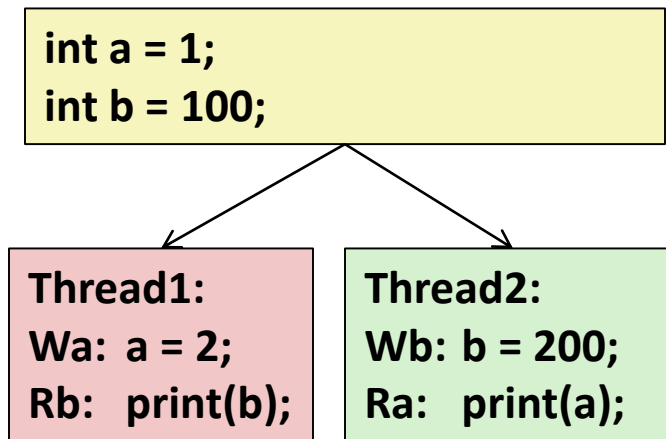 int a = 1;
int b = 100;
Thread1:
Wa: a = 2;
Rb: print(b);
Thread2:
Wb: b = 200;
Ra: print(a);